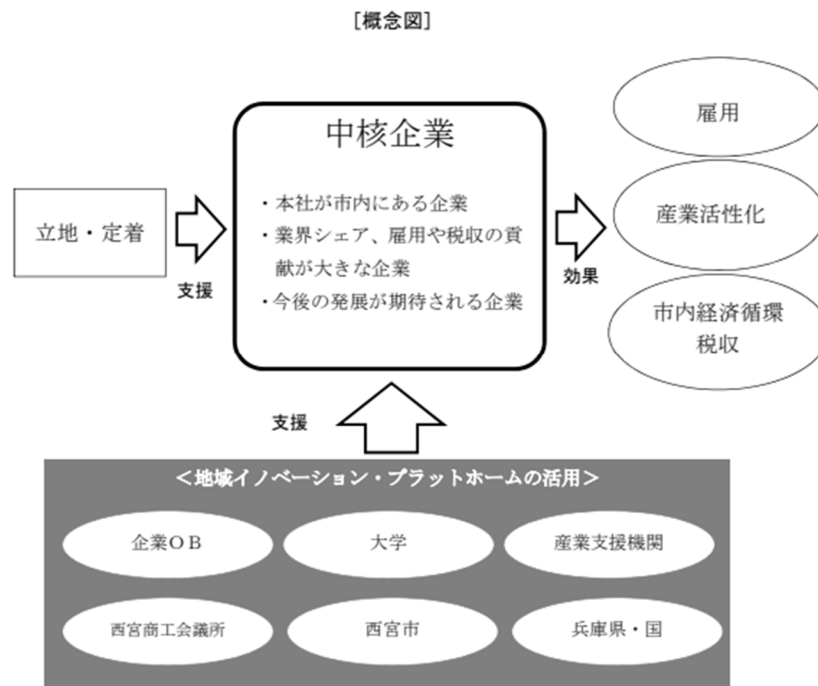 [概念図]
中核企業
・本社が市内にある企業
・業界シェア、雇用や税収の貢
献が大きな企業
・今後の発展が期待される企業
立地・定着
支援
効果
雇用
産業活性化
市内経済循環
税収
支援
＜地域イノベーション・プラットホームの活用＞
企業ＯＢ
大学
産業支援機関
西宮商工会議所
西宮市
兵庫県・国